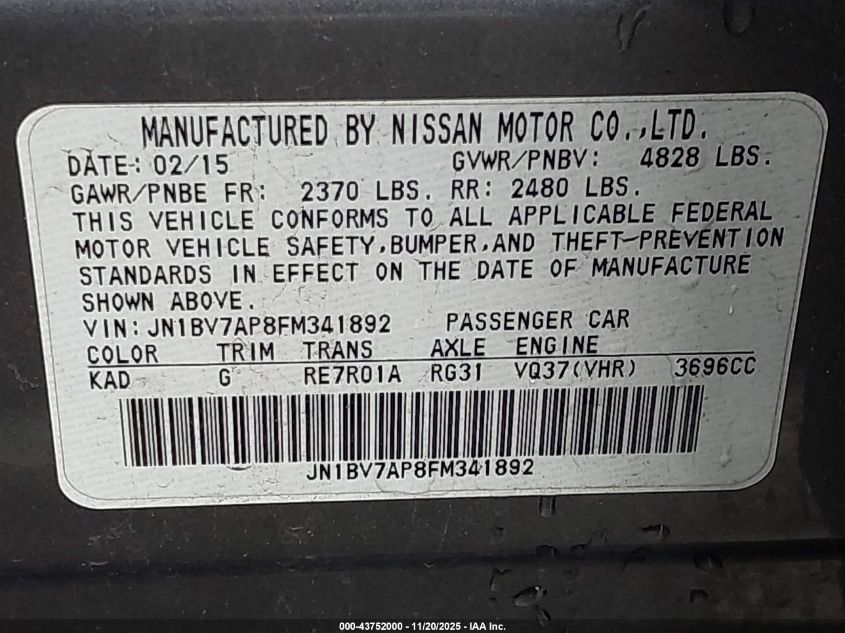 MANUFACTURED BY NISSAN MOTOR CO.,LTD.
DATE: 02/15 GVWR/PNBV: 4828 LBS.
GAWR/PNBE FR: 2370 LBS. RR: 2480 LBS.
THIS VEHICLE CONFORMS TO ALL APPLICABLE FEDERAL
MOTOR VEHICLE SAFETY,BUMPER,AND THEFT-PREVENTION
STANDARDS IN EFFECT ON THE DATE OF MANUFACTURE
SHOWN ABOVE.
VIN:JN1BV7AP8FM341892 PASSENGER CAR
COLOR TRIM TRANS AXLE ENGINE
KAD G RE7R01A RG31 VQ37(VHR) 3696CC
JN1BV7AP8FM341892
000-43752000 - 11/20/2025 - IAA Inc.